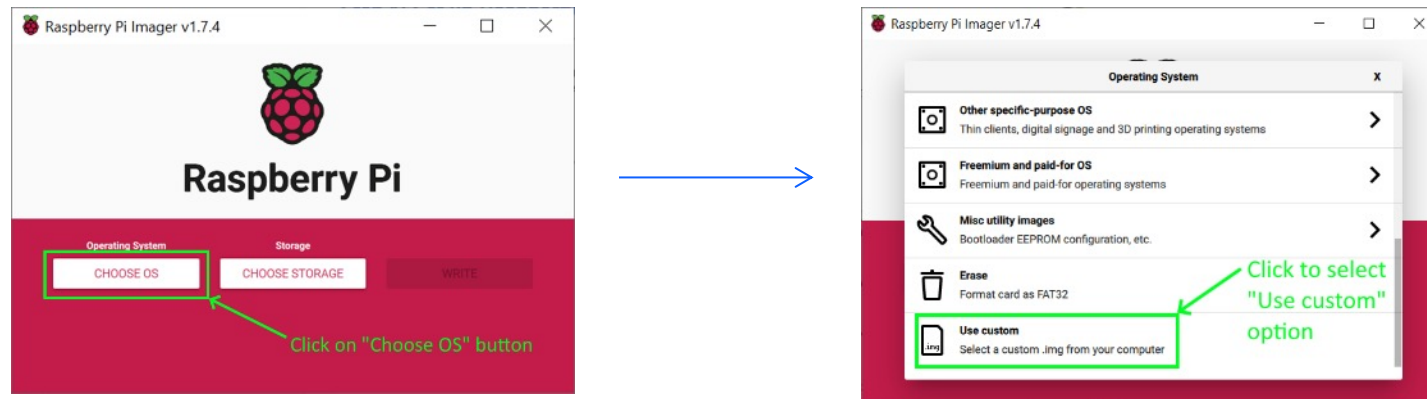 Raspberry Pi Imager v1.7.4
Raspberry Pi
Operating System
Storage
CHOOSE OS
CHOOSE STORAGE
WRITE
Click on "Choose OS" button
Raspberry Pi Imager v1.7.4
Operating System
X
Other specific-purpose OS
Thin clients, digital signage and 3D printing operating systems
Freemium and paid-for OS
Freemium and paid-for operating systems
Misc utility images
Bootloader EEPROM configuration, etc.
Erase
Format card as FAT32
Use custom
.img
Select a custom .img from your computer
Click to select
"Use custom"
option